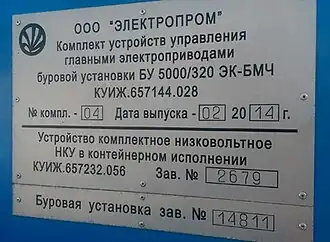 ООО "ЭЛЕКТРОПРОМ"
Комплект устройств управления
главными электроприводами
буровой установки БУ 5000/320 ЭК-БМЧ
КУИЖ.657144.028
№ компл. - 04 Дата выпуска - 02 2014 г.
Устройство комплектное низковольтное
НКУ в контейнерном исполнении
КУИЖ.657232.056 Зав. № 2679
Буровая установка зав. № 14811